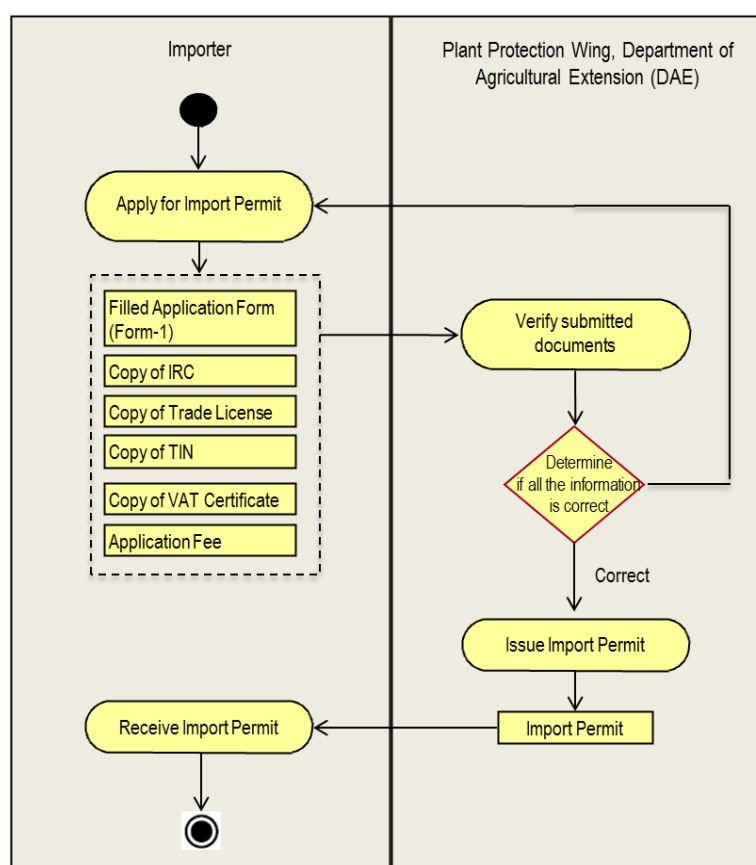 Importer
Plant Protection Wing, Department of
Agricultural Extension (DAE)
Apply for Import Permit
Filled Application Form
(Form-1)
Copy of IRC
Copy of Trade License
Copy of TIN
Copy of VAT Certificate
Application Fee
Verify submitted
documents
Determine
if all the information
is correct
Correct
Issue Import Permit
Import Permit
Receive Import Permit